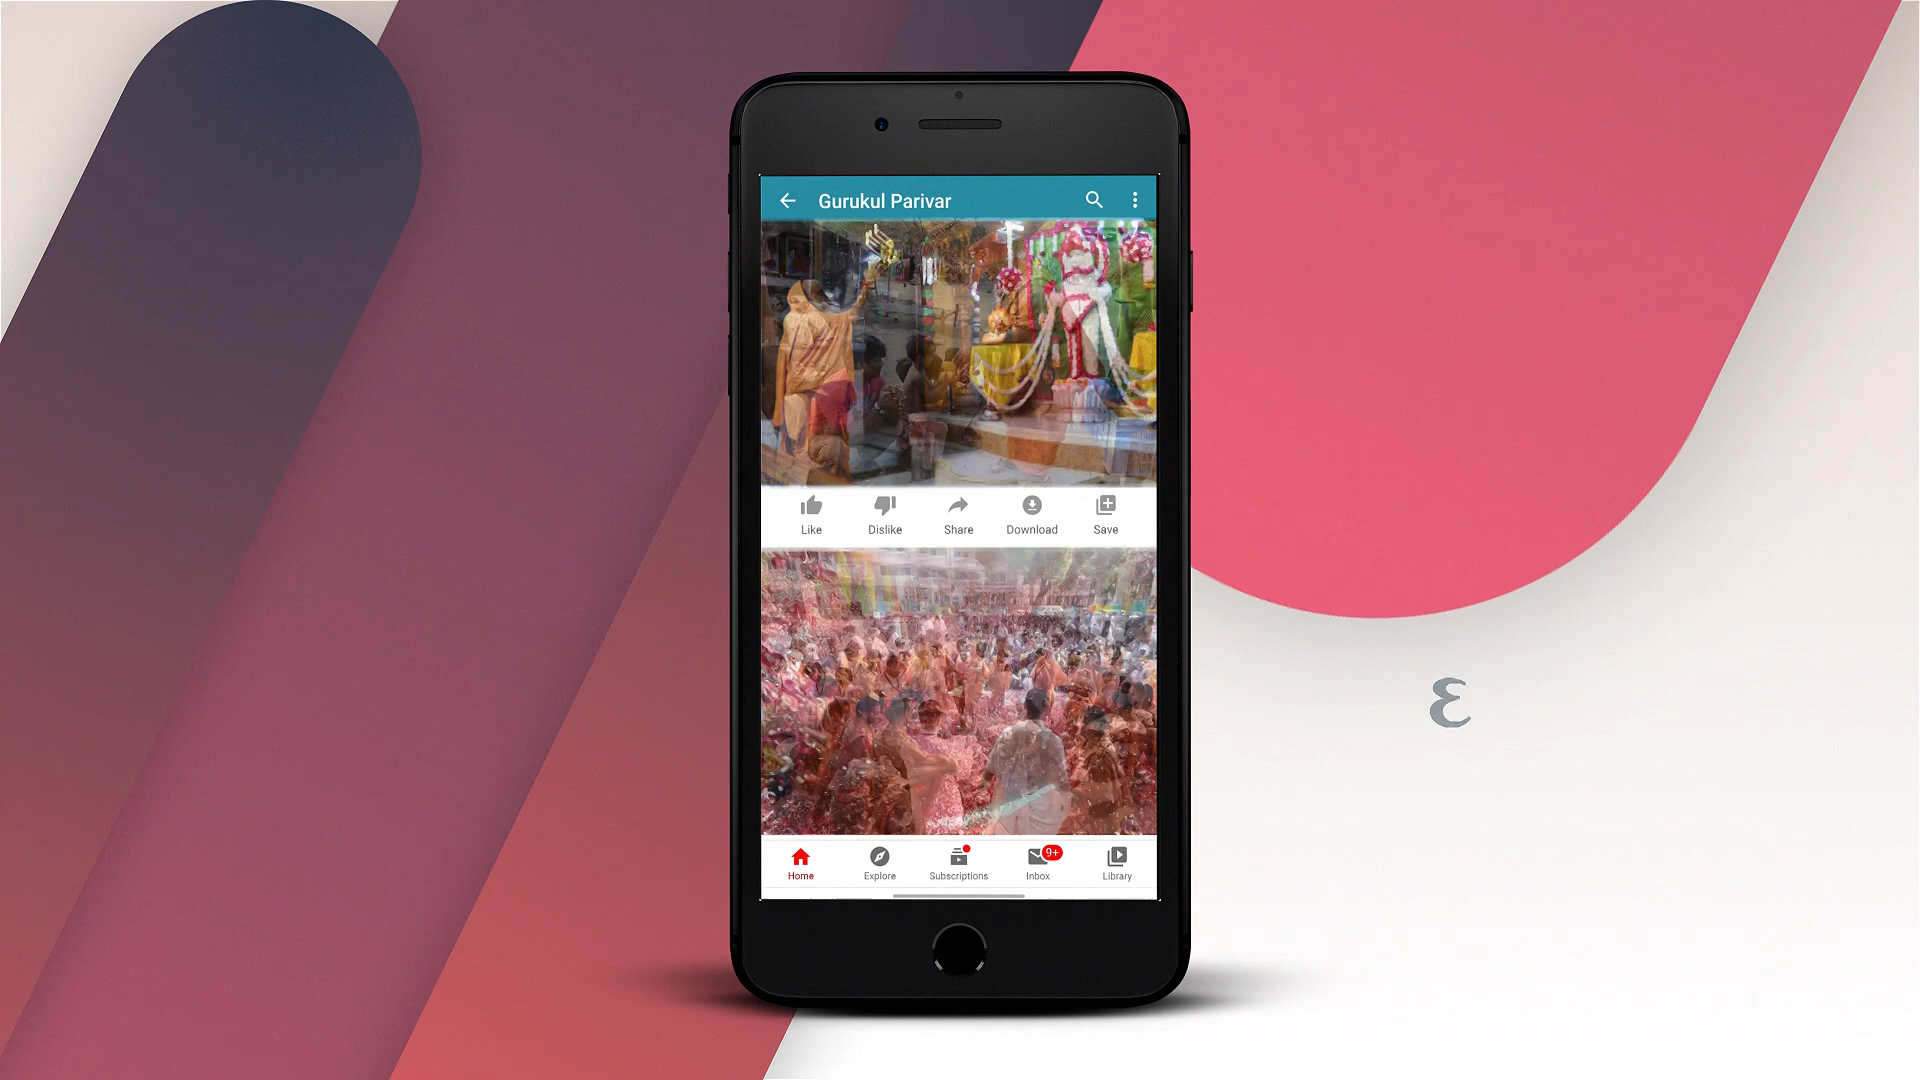 Gurukul Parivar
Like Dislike Share Download Save
Home Explore Subscriptions 9+ Inbox Library
ε